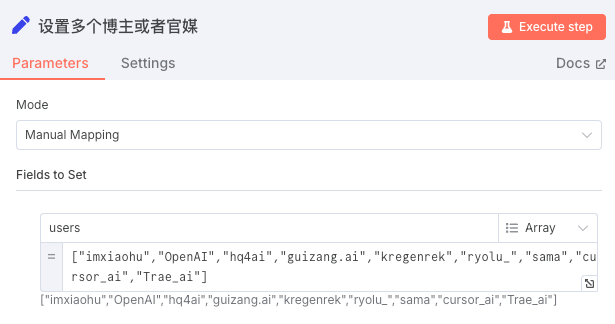 设置多个博主或者官媒
Execute step
Parameters
Settings
Docs
Mode
Manual Mapping
Fields to Set
users
Array
=
["imxiaohu","OpenAI","hq4ai","guizang.ai","kregenrek","ryolu_","sama","cu
rsor_ai","Trae_ai"]
["imxiaohu","OpenAI","hq4ai","guizang.ai","kregenrek","ryolu_","sama","cursor_ai","Trae_ai"]